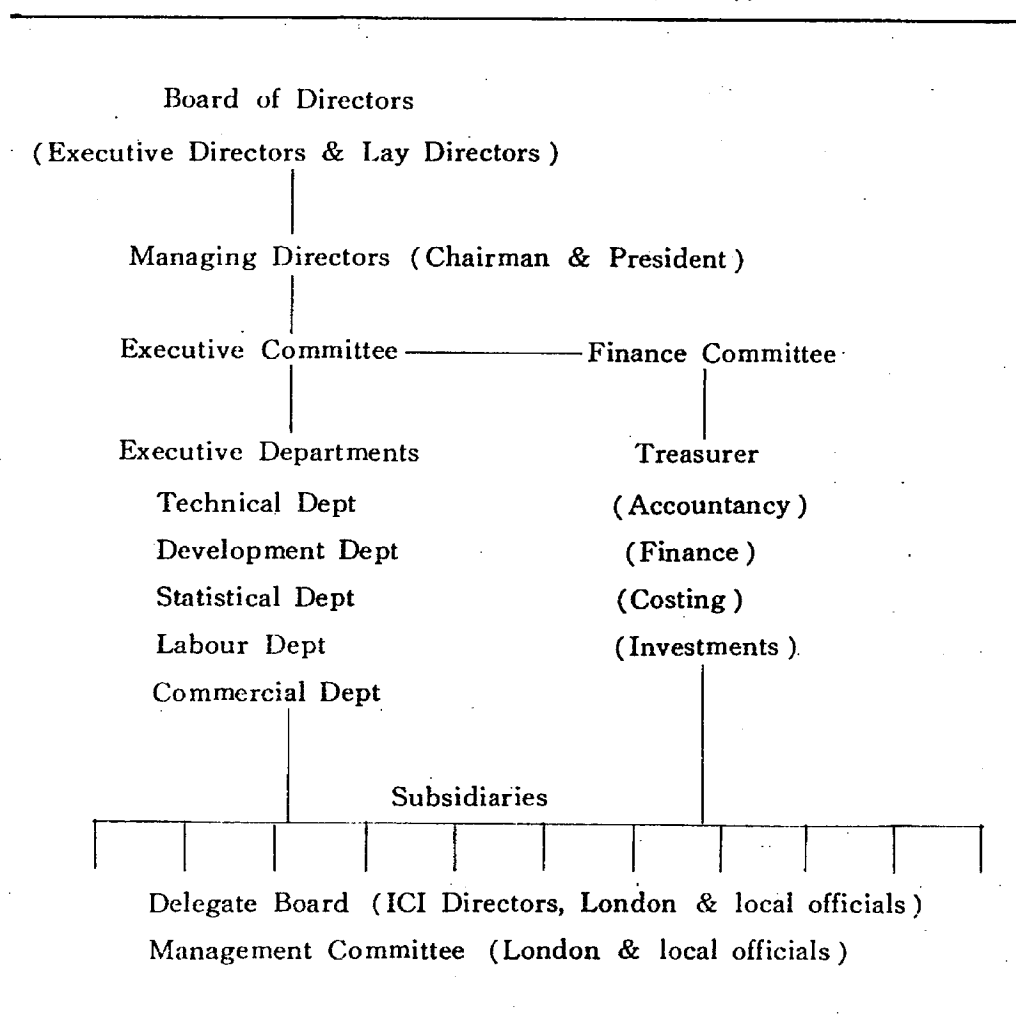 Board of Directors
(Executive Directors & Lay Directors)
Managing Directors (Chairman & President)
Executive Committee
Finance Committee
Executive Departments
Technical Dept
Development Dept
Statistical Dept
Labour Dept
Commercial Dept
Treasurer
(Accountancy)
(Finance)
(Costing)
(Investments)
Subsidiaries
Delegate Board (ICI Directors, London & local officials)
Management Committee (London & local officials)